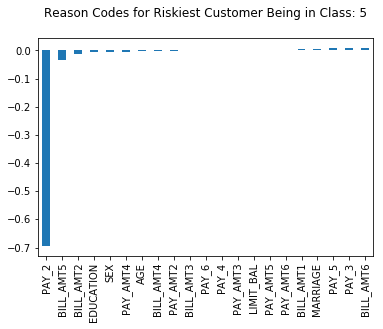 Reason Codes for Riskiest Customer Being in Class: 5
0.0
−0.1
−0.2
−0.3
−0.4
−0.5
−0.6
−0.7
PAY_2
BILL_AMT5
BILL_AMT2
EDUCATION
SEX
PAY_AMT4
AGE
BILL_AMT4
PAY_AMT2
BILL_AMT3
PAY_6
PAY_4
PAY_AMT3
LIMIT_BAL
PAY_AMT5
PAY_AMT6
BILL_AMT1
MARRIAGE
PAY_5
PAY_3
BILL_AMT6